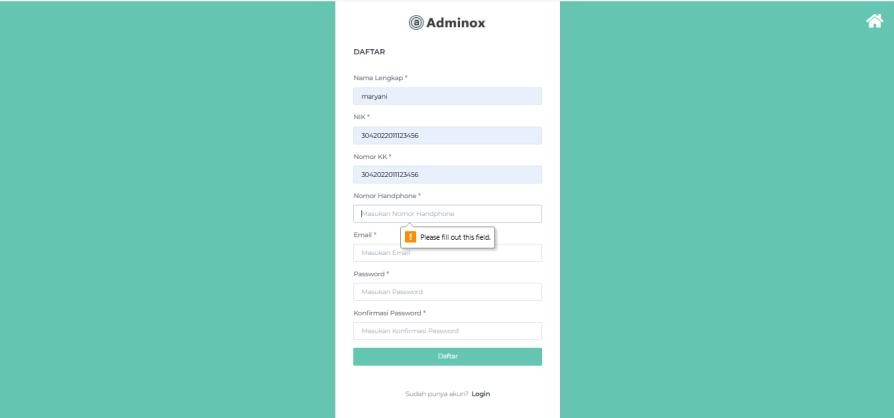 @ Adminox
DAFTAR
Nama Lengkap *
maryani
NIK *
3042022011123456
Nomor KK *
3042022011123456
Nomor Handphone *
Masukan Nomor Handphone
Email *
! Please fill out this field.
Masukan Email
Password *
Masukan Password
Konfirmasi Password *
Masukan Konfirmasi Password
Daftar
Sudah punya akun? Login